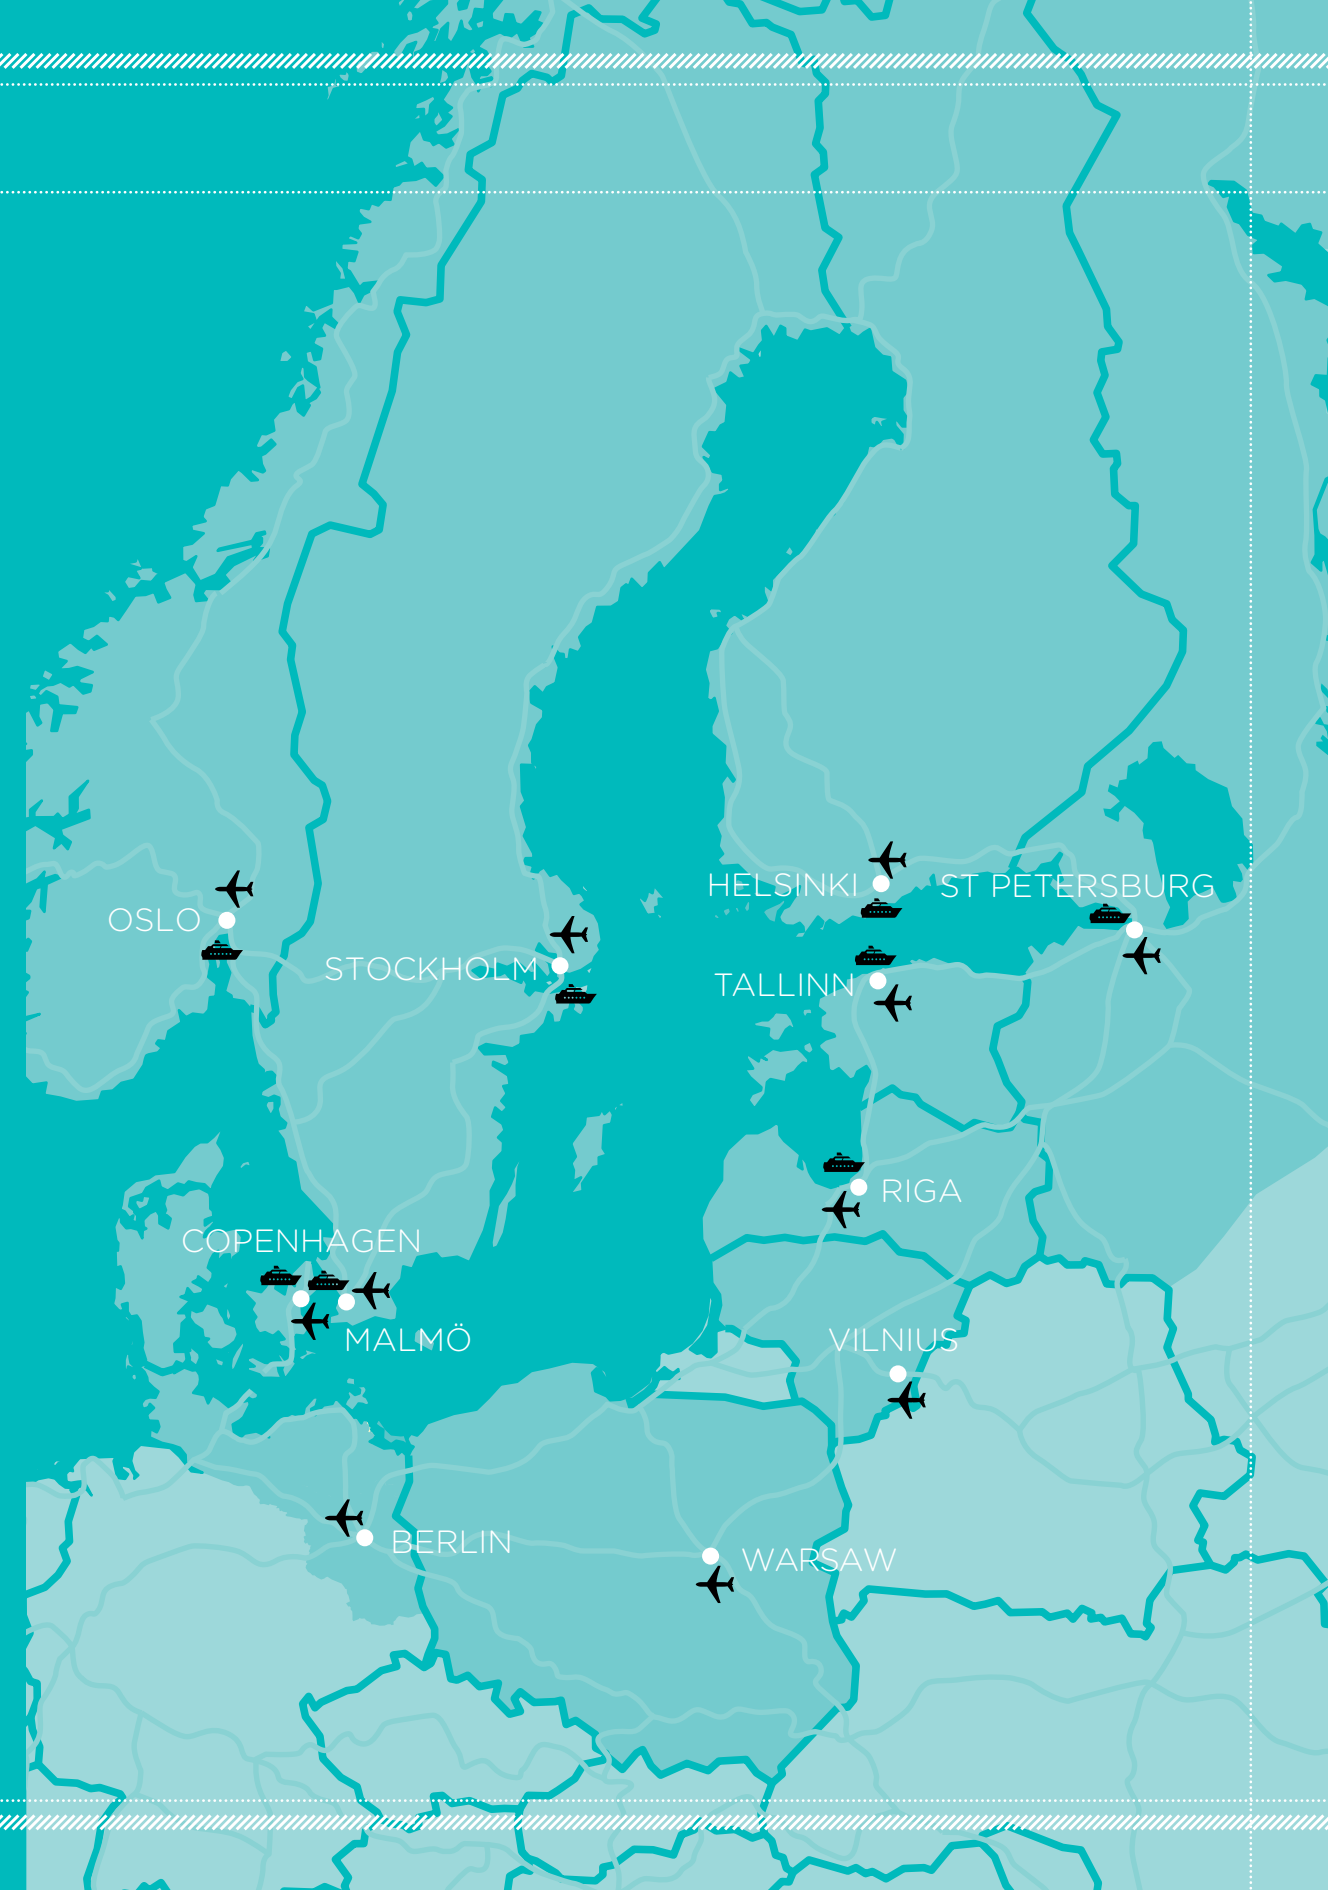 HELSINKI
ST PETERSBURG
OSLO
STOCKHOLM
TALLINN
RIGA
COPENHAGEN
MALMÖ
VILNIUS
BERLIN
WARSAW